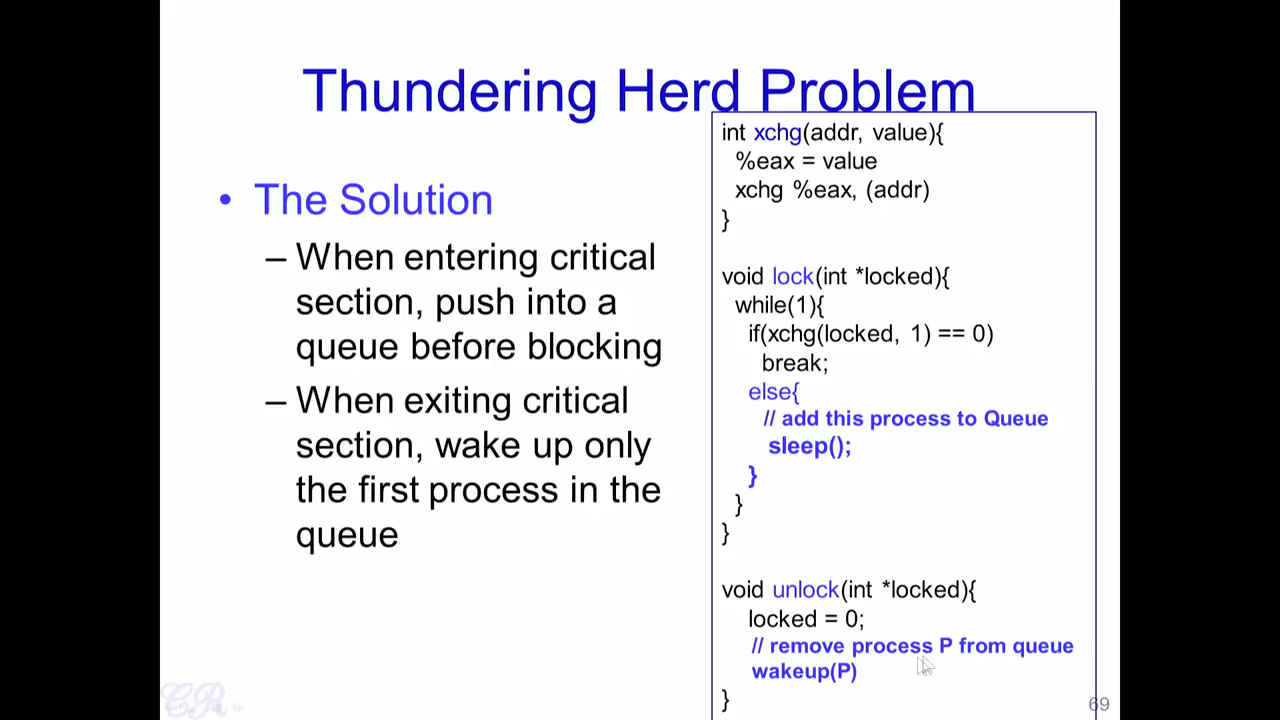 Thundering Herd Problem
• The Solution
– When entering critical
section, push into a
queue before blocking
– When exiting critical
section, wake up only
the first process in the
queue
int xchg(addr, value){
%eax = value
xchg %eax, (addr)
}
void lock(int *locked){
while(1){
if(xchg(locked, 1) == 0)
break;
else{
// add this process to Queue
sleep();
}
}
}
void unlock(int *locked){
locked = 0;
// remove process P from queue
wakeup(P)
}
69
CR